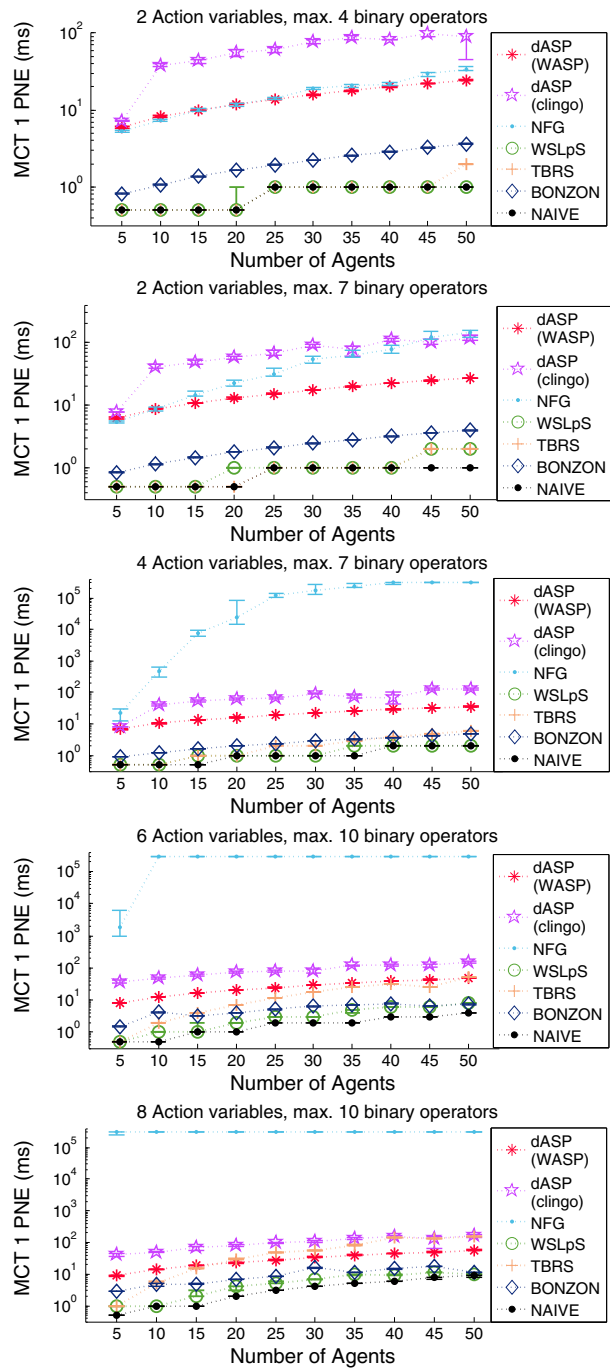 2 Action variables, max. 4 binary operators
MCT 1 PNE (ms)
10^2
10^1
10^0
5 10 15 20 25 30 35 40 45 50
Number of Agents
dASP
(WASP)
dASP
(clingo)
NFG
WSLpS
TBRS
BONZON
NAIVE
2 Action variables, max. 7 binary operators
MCT 1 PNE (ms)
10^2
10^1
10^0
5 10 15 20 25 30 35 40 45 50
Number of Agents
dASP
(WASP)
dASP
(clingo)
NFG
WSLpS
TBRS
BONZON
NAIVE
4 Action variables, max. 7 binary operators
MCT 1 PNE (ms)
10^5
10^4
10^3
10^2
10^1
10^0
5 10 15 20 25 30 35 40 45 50
Number of Agents
dASP
(WASP)
dASP
(clingo)
NFG
WSLpS
TBRS
BONZON
NAIVE
6 Action variables, max. 10 binary operators
MCT 1 PNE (ms)
10^5
10^4
10^3
10^2
10^1
10^0
5 10 15 20 25 30 35 40 45 50
Number of Agents
dASP
(WASP)
dASP
(clingo)
NFG
WSLpS
TBRS
BONZON
NAIVE
8 Action variables, max. 10 binary operators
MCT 1 PNE (ms)
10^5
10^4
10^3
10^2
10^1
10^0
5 10 15 20 25 30 35 40 45 50
Number of Agents
dASP
(WASP)
dASP
(clingo)
NFG
WSLpS
TBRS
BONZON
NAIVE